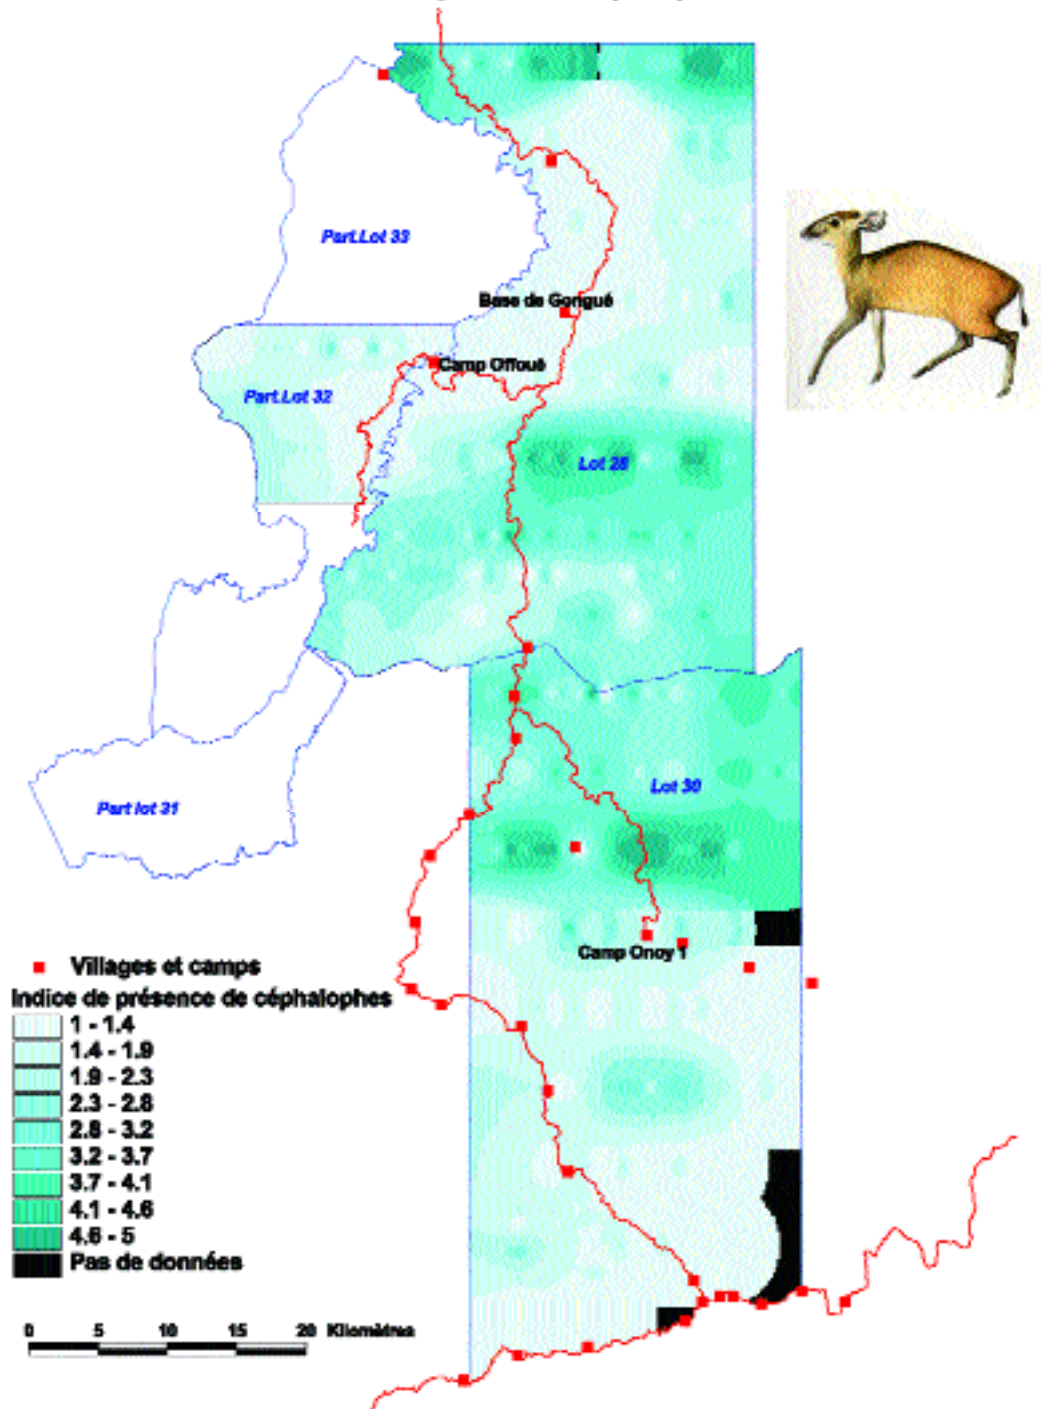 Part.Lot 33
Base de Gongué
Camp Offoué
Part.Lot 32
Lot 28
Lot 30
Part lot 31
Camp Onoy 1
Villages et camps
Indice de présence de céphalophes
1 - 1.4
1.4 - 1.9
1.9 - 2.3
2.3 - 2.8
2.8 - 3.2
3.2 - 3.7
3.7 - 4.1
4.1 - 4.6
4.6 - 5
Pas de données
0 5 10 15 20 Kilomètres